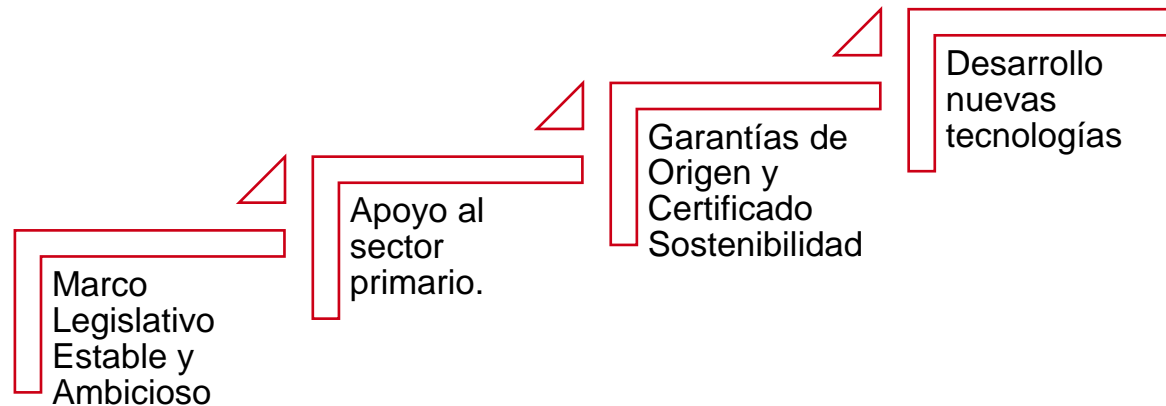 Marco
Legislativo
Estable y
Ambicioso
Apoyo al
sector
primario.
Garantías de
Origen y
Certificado
Sostenibilidad
Desarrollo
nuevas
tecnologías